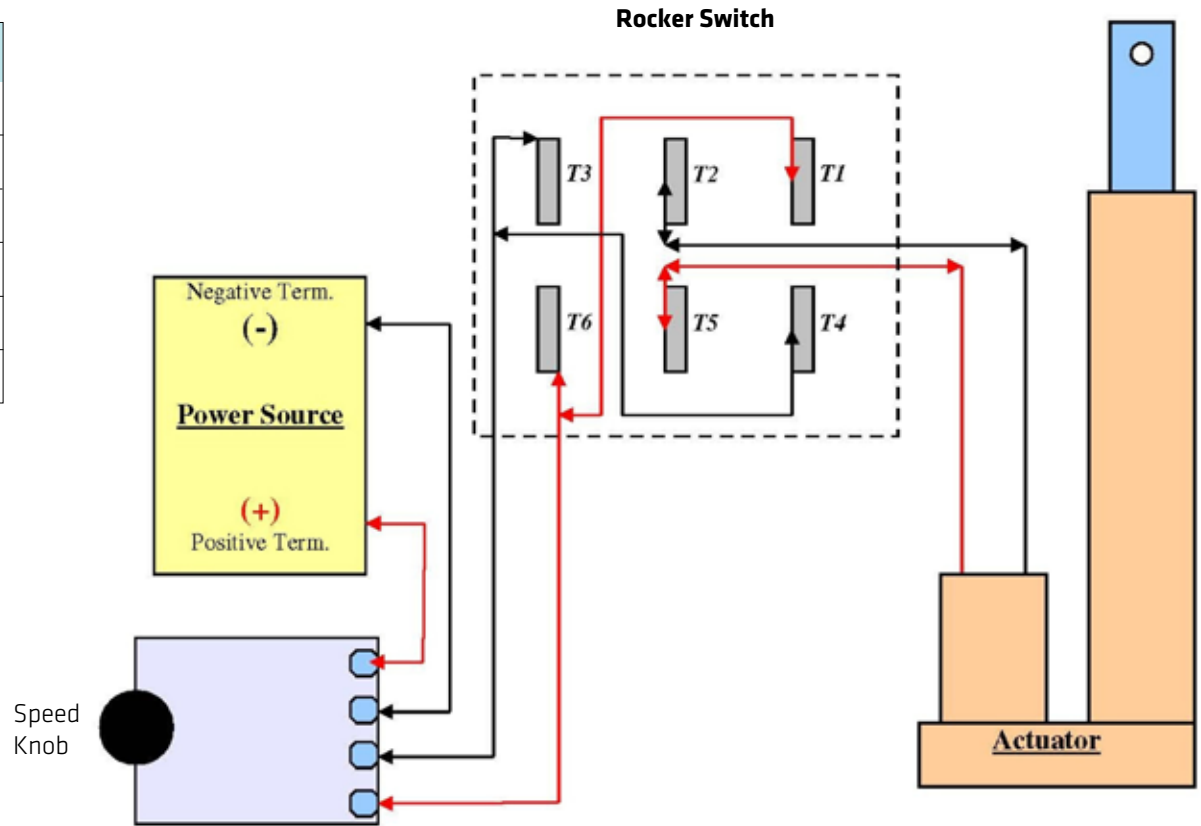 Rocker Switch
T3
T2
T1
T6
T5
T4
Negative Term.
(-)
Power Source
(+)
Positive Term.
Speed
Knob
Actuator